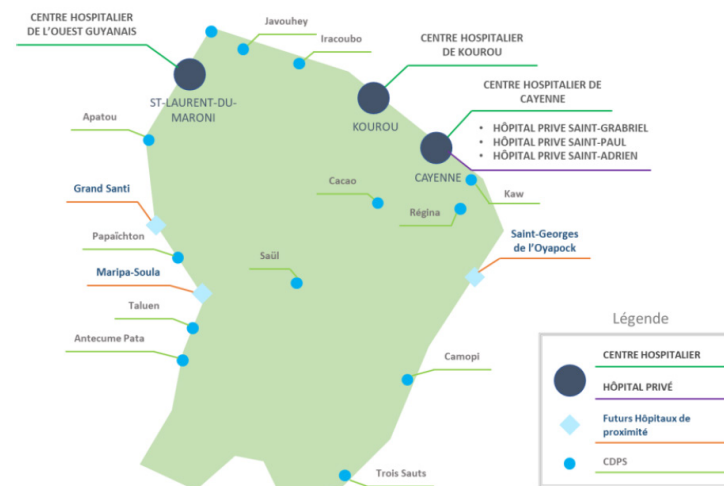 CENTRE HOSPITALIER
DE L'OUEST GUYANAIS
Javouhey
Iracoubo
CENTRE HOSPITALIER
DE KOUROU
CENTRE HOSPITALIER DE
CAYENNE
ST-LAURENT-DU-
MARONI
KOUROU
• HÔPITAL PRIVE SAINT-GRABRIEL
• HÔPITAL PRIVE SAINT-PAUL
• HÔPITAL PRIVE SAINT-ADRIEN
Apatou
CAYENNE
Cacao
Grand Santi
Kaw
Régina
Papaïchton
Saint-Georges
de l'Oyapock
Saül
Maripa-Soula
Taluen
Antecume Pata
Camopi
Trois Sauts
Légende
CENTRE HOSPITALIER
HÔPITAL PRIVÉ
Futurs Hôpitaux de
proximité
CDPS